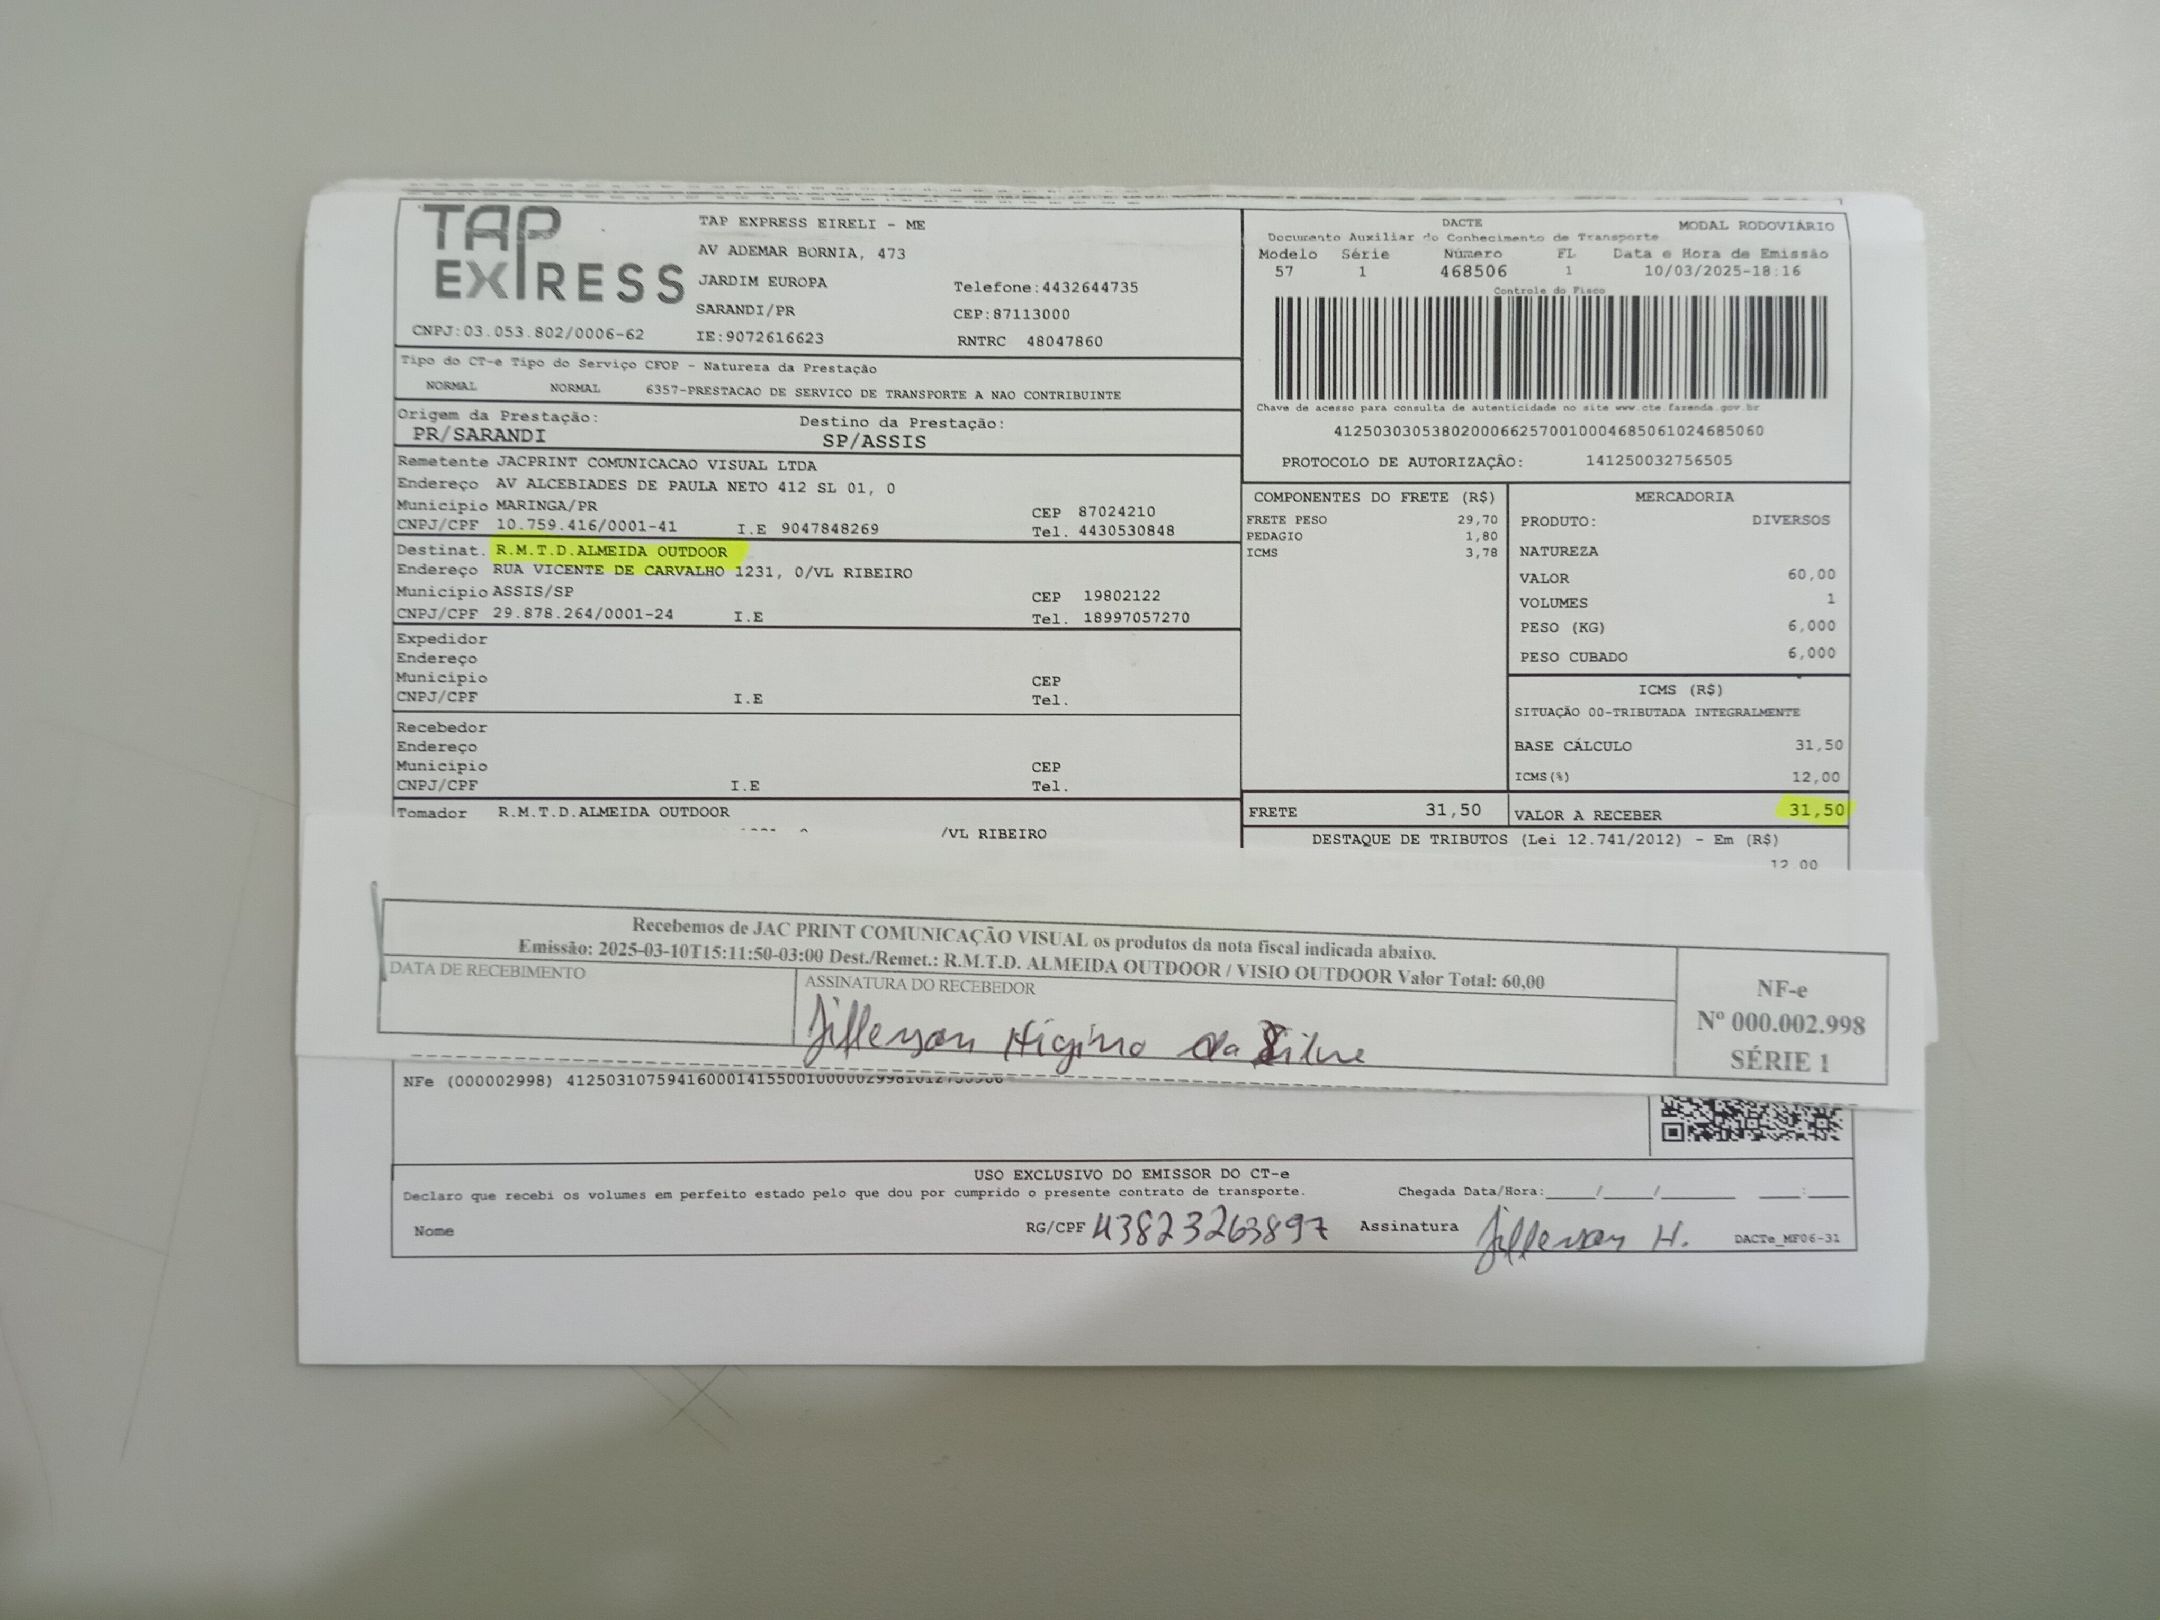 TAP EXPRESS
CNPJ:03.053.802/0006-62
TAP EXPRESS EIRELI - ME
AV ADEMAR BORNIA, 473
JARDIM EUROPA Telefone:4432644735
SARANDI/PR CEP:87113000
IE:9072616623 RNTRC 48047860
DACTE MODAL RODOVIÁRIO
Documento Auxiliar do Conhecimento de Transporte
Modelo Série Número FL Data e Hora de Emissão
57 1 468506 1 10/03/2025-18:16
Controle do Fisco
Chave de acesso para consulta de autenticidade no site www.cte.fazenda.gov.br
41250303053802000662570010004685061024685060
PROTOCOLO DE AUTORIZAÇÃO: 141250032756505
Tipo do CT-e Tipo do Serviço CFOP - Natureza da Prestação
NORMAL NORMAL 6357-PRESTACAO DE SERVICO DE TRANSPORTE A NAO CONTRIBUINTE
Origem da Prestação: Destino da Prestação:
PR/SARANDI SP/ASSIS
Remetente JACPRINT COMUNICACAO VISUAL LTDA
Endereço AV ALCEBIADES DE PAULA NETO 412 SL 01, 0
Município MARINGA/PR CEP 87024210
CNPJ/CPF 10.759.416/0001-41 I.E 9047848269 Tel. 4430530848
Destinat. R.M.T.D.ALMEIDA OUTDOOR
Endereço RUA VICENTE DE CARVALHO 1231, 0/VL RIBEIRO
Município ASSIS/SP CEP 19802122
CNPJ/CPF 29.878.264/0001-24 I.E Tel. 18997057270
Expedidor
Endereço
Município CEP
CNPJ/CPF I.E Tel.
Recebedor
Endereço
Município CEP
CNPJ/CPF I.E Tel.
Tomador R.M.T.D.ALMEIDA OUTDOOR
/VL RIBEIRO
COMPONENTES DO FRETE (R$)
FRETE PESO 29,70
PEDAGIO 1,80
ICMS 3,78
MERCADORIA
PRODUTO: DIVERSOS
NATUREZA
VALOR 60,00
VOLUMES 1
PESO (KG) 6,000
PESO CUBADO 6,000
ICMS (R$)
SITUAÇÃO 00-TRIBUTADA INTEGRALMENTE
BASE CÁLCULO 31,50
ICMS(%) 12,00
FRETE 31,50 VALOR A RECEBER 31,50
DESTAQUE DE TRIBUTOS (Lei 12.741/2012) - Em (R$)
12,00
Recebemos de JAC PRINT COMUNICAÇÃO VISUAL os produtos da nota fiscal indicada abaixo.
Emissão: 2025-03-10T15:11:50-03:00 Dest./Remet.: R.M.T.D. ALMEIDA OUTDOOR / VISIO OUTDOOR Valor Total: 60,00
DATA DE RECEBIMENTO ASSINATURA DO RECEBEDOR
Jifferson Higino da Silva
NF-e
Nº 000.002.998
SÉRIE 1
NFe (000002998)
USO EXCLUSIVO DO EMISSOR DO CT-e
Declaro que recebi os volumes em perfeito estado pelo que dou por cumprido o presente contrato de transporte. Chegada Data/Hora:____/____/______ ____:____
Nome RG/CPF 43823263897 Assinatura Jifferson H. DACTe_MF06-31